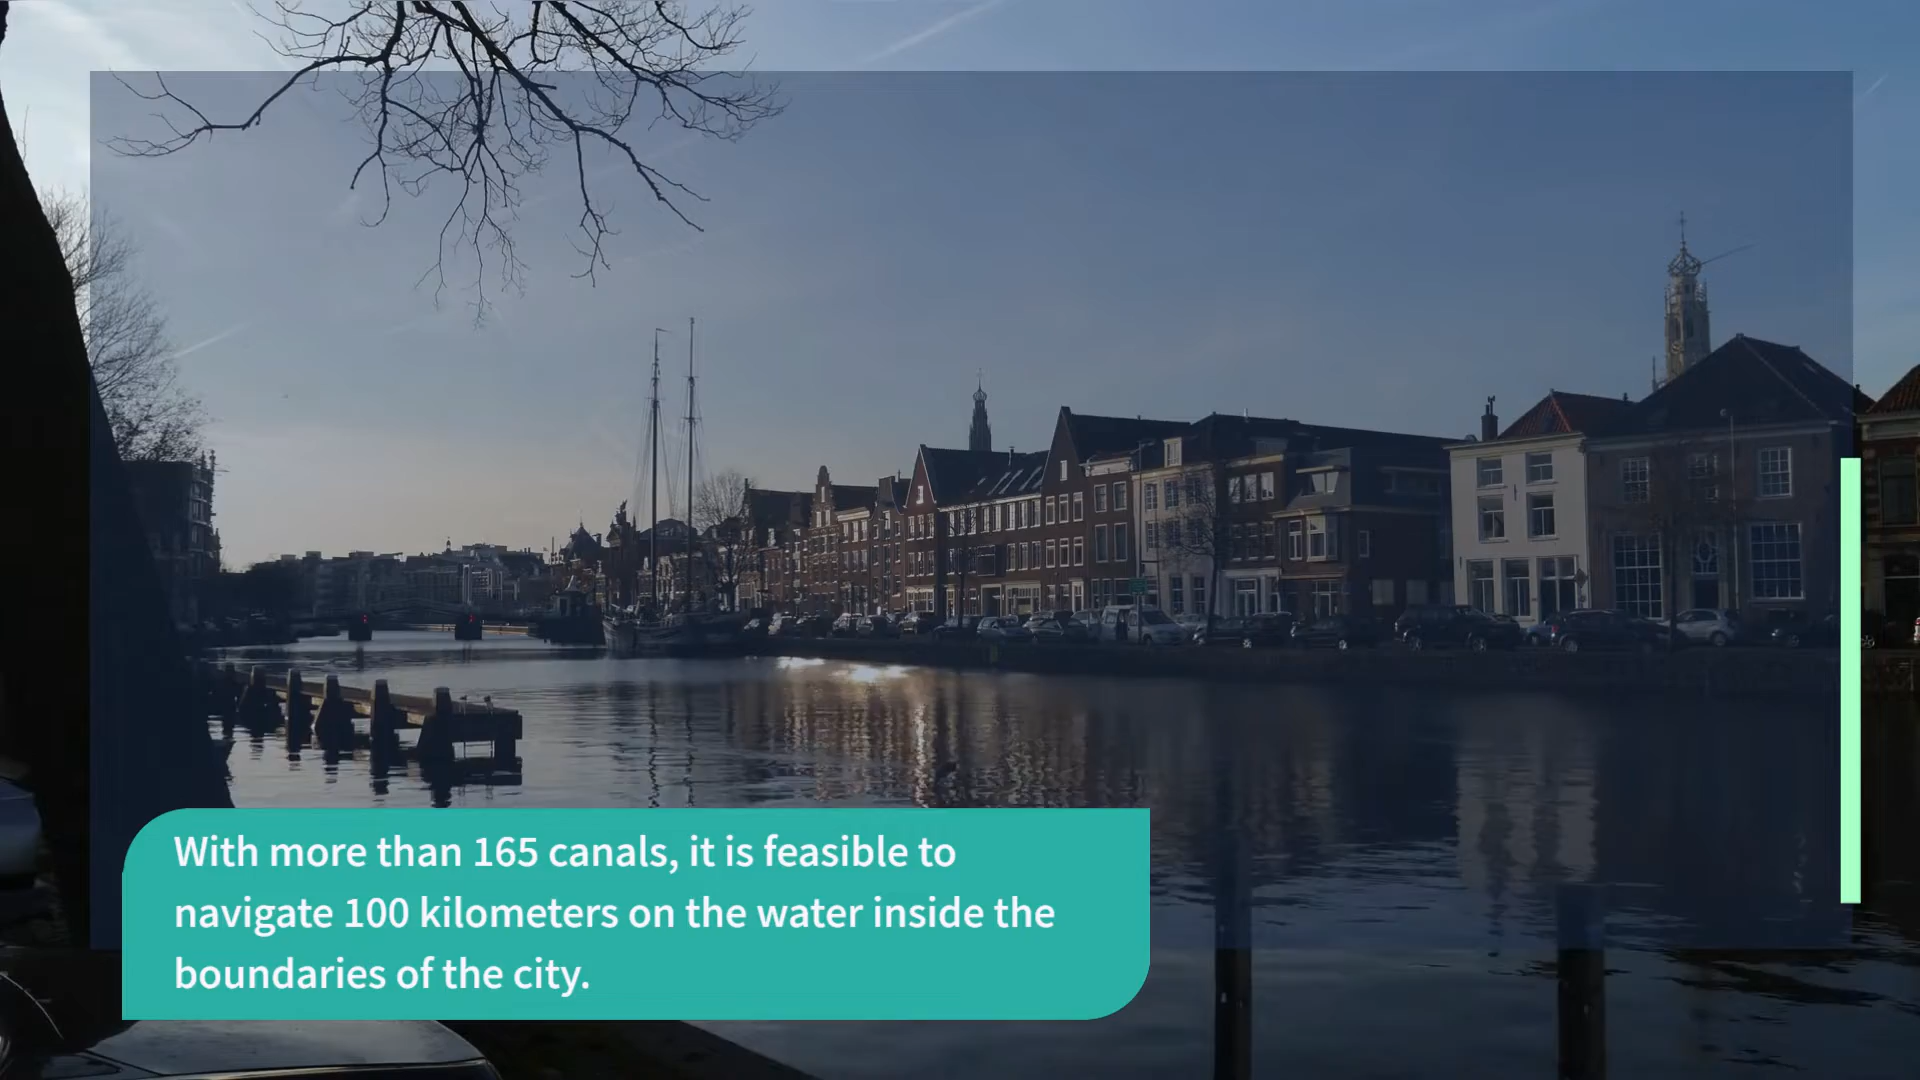 With more than 165 canals, it is feasible to
navigate 100 kilometers on the water inside the
boundaries of the city.